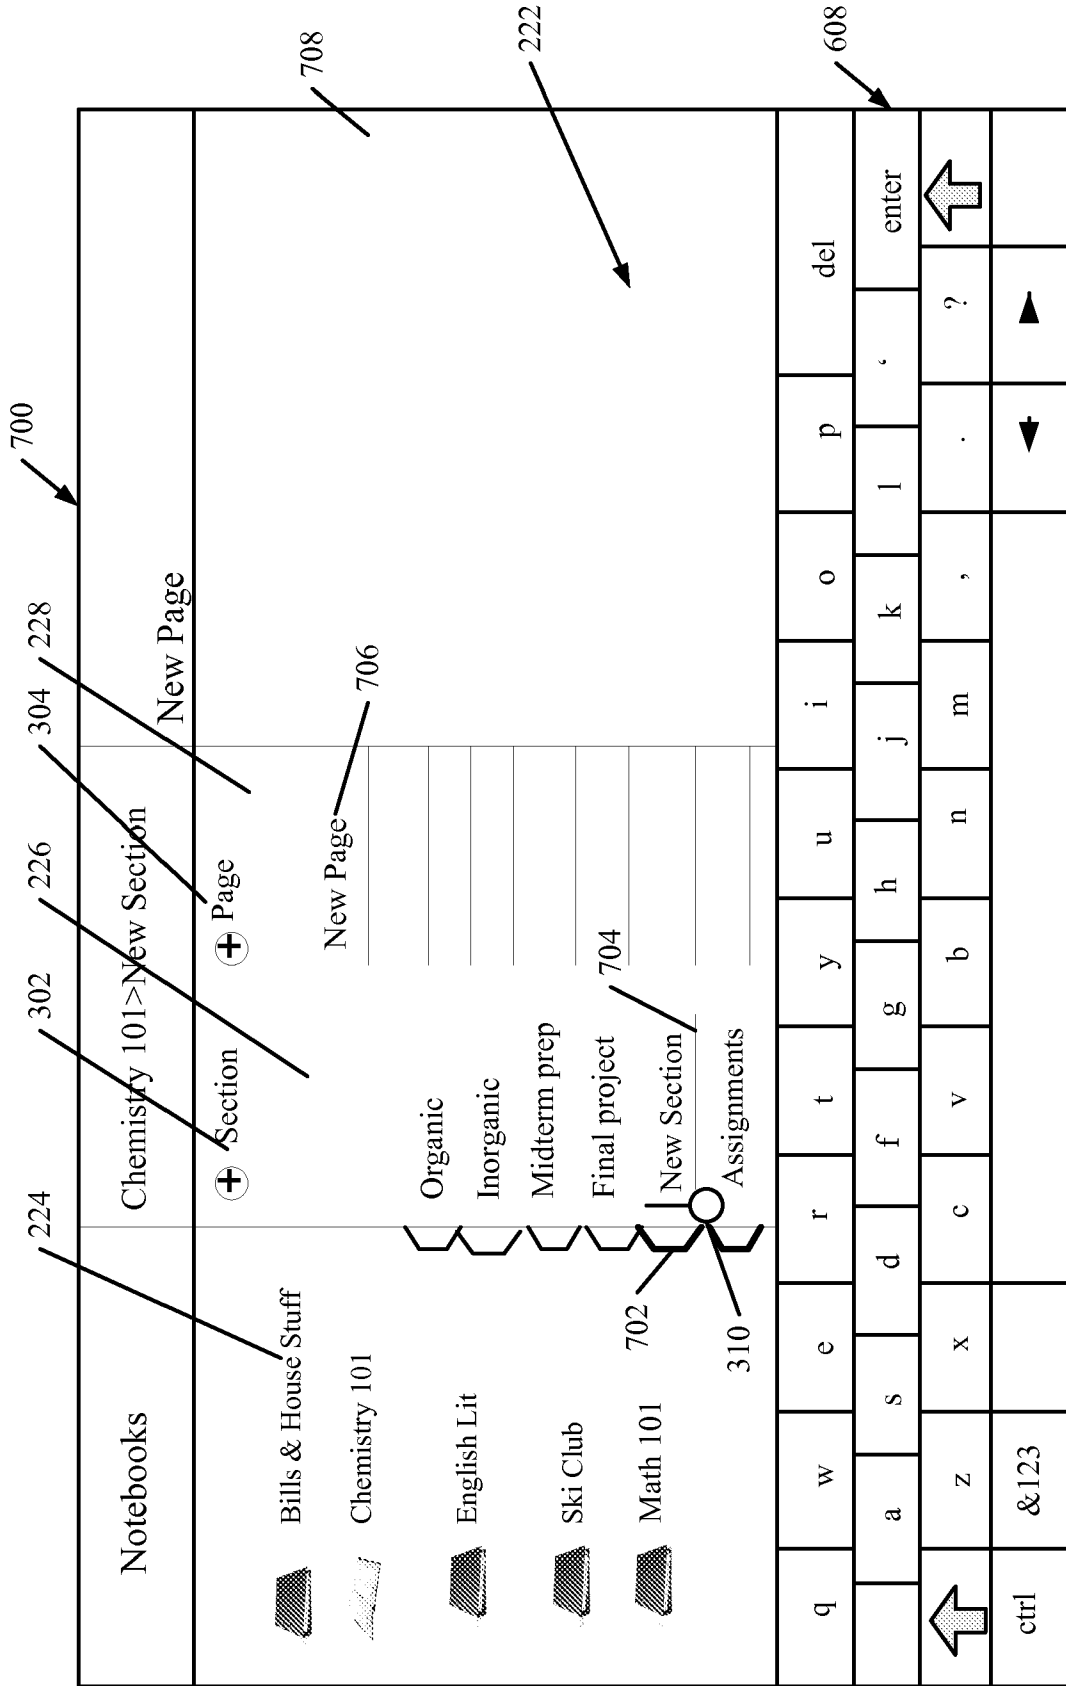 700
304
228
302
226
224
708
222
608
Notebooks
Chemistry 101>New Section
New Page
+ Section
+ Page
Bills & House Stuff
Chemistry 101
English Lit
Ski Club
Math 101
Organic
Inorganic
Midterm prep
Final project
New Section
Assignments
New Page
706
704
702
310
q w e r t y u i o p del
a s d f g h j k l ‘ enter
z x c v b n m , . ?
ctrl &123